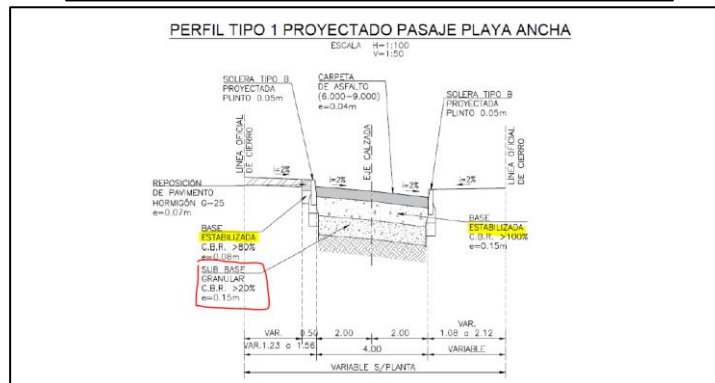 PERFIL TIPO 1 PROYECTADO PASAJE PLAYA ANCHA
ESCALA H=1:100
V=1:50
SOLERA TIPO B
PROYECTADA
PLINTO 0.05m
CARPETA
DE ASFALTO
(6.000-9.000)
e=0.04m
SOLERA TIPO B
PROYECTADA
PLINTO 0.05m
LÍNEA OFICIAL
DE CIERRO
EJE CALZADA
LÍNEA OFICIAL
DE CIERRO
i=2%
i=2%
i=2%
i=2%
REPOSICIÓN
DE PAVIMENTO
HORMIGÓN G-25
e=0.07m
BASE
ESTABILIZADA
C.B.R. >80%
e=0.08m
BASE
ESTABILIZADA
C.B.R. >100%
e=0.15m
SUB BASE
GRANULAR
C.B.R. >20%
e=0.15m
VAR. 0.50 2.00 2.00 VAR.
1.08 a 2.12
VAR.1.23 a 1.56 4.00 VARIABLE
VARIABLE S/PLANTA